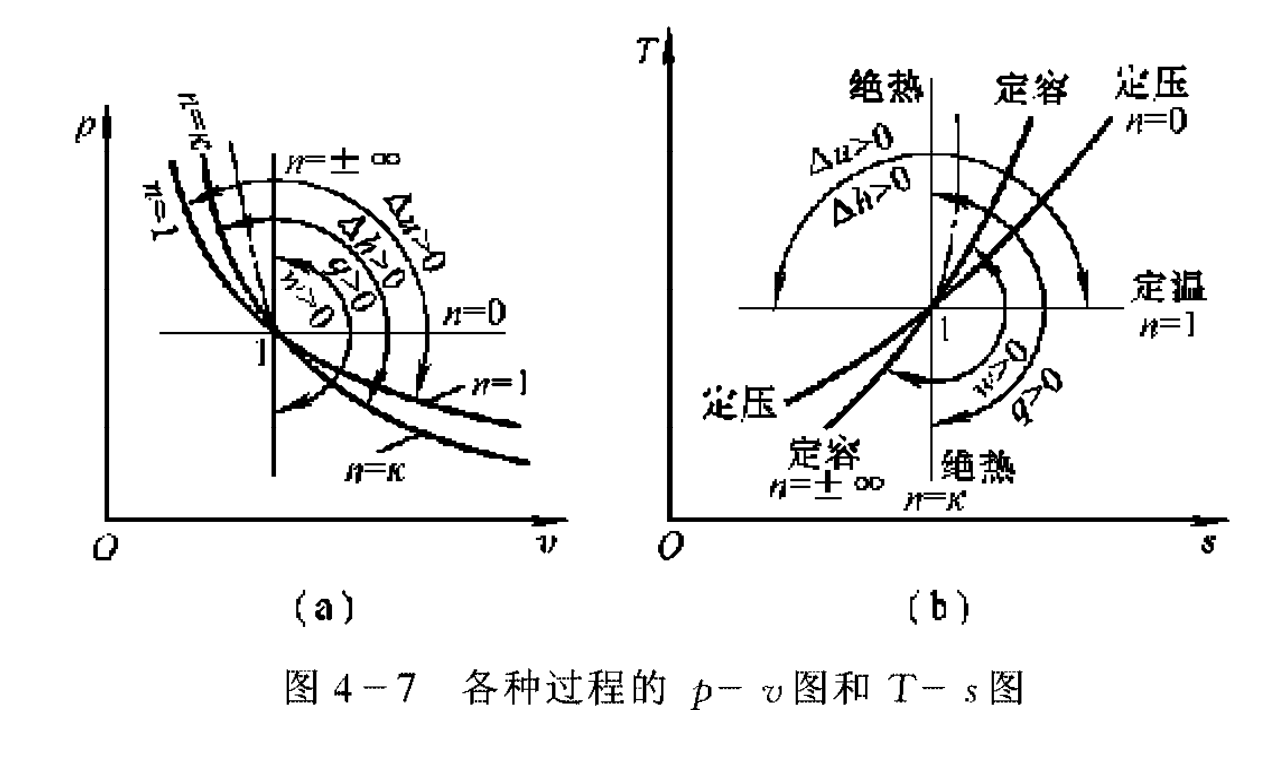 p
n=κ
n=1
n=±∞
Δu>0
Δh>0
q>0
w>0
n=0
1
n=1
n=κ
O
v
(a)
T
绝热
定容
定压
n=0
Δu>0
Δh>0
定温
n=1
1
w>0
q>0
定压
定容
n=±∞
绝热
n=κ
O
s
(b)
图 4-7 各种过程的 p-v图和 T-s图